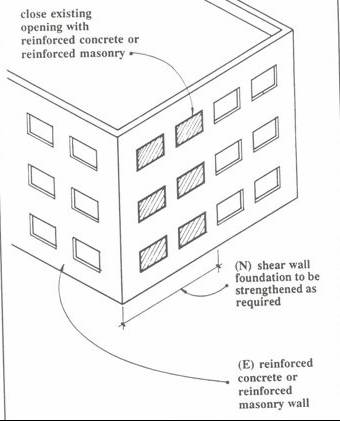 close existing
opening with
reinforced concrete or
reinforced masonry
(N) shear wall
foundation to be
strengthened as
required
(E) reinforced
concrete or
reinforced
masonry wall